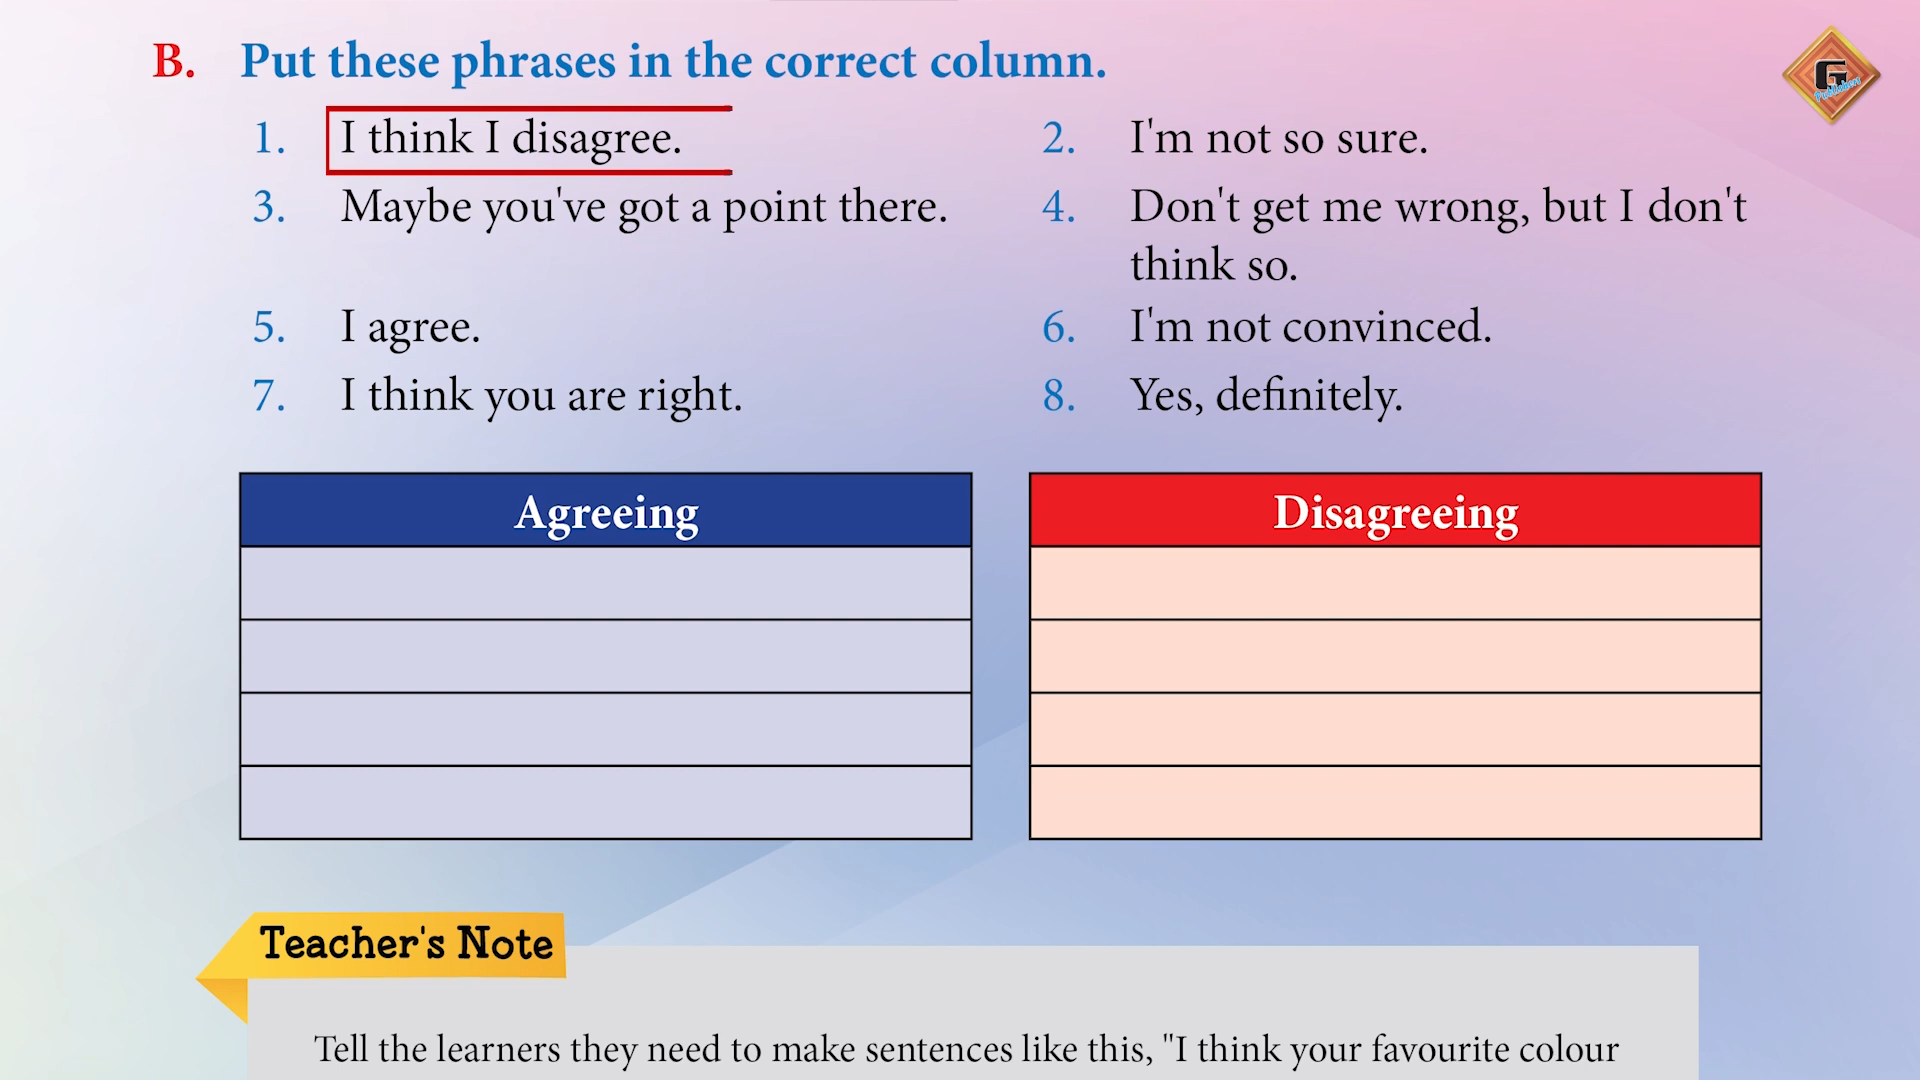 B. Put these phrases in the correct column.
1. I think I disagree.
2. I'm not so sure.
3. Maybe you've got a point there.
4. Don't get me wrong, but I don't
think so.
5. I agree.
6. I'm not convinced.
7. I think you are right.
8. Yes, definitely.
Agreeing
Disagreeing
Teacher's Note
Tell the learners they need to make sentences like this, "I think your favourite colour
G
Publishers